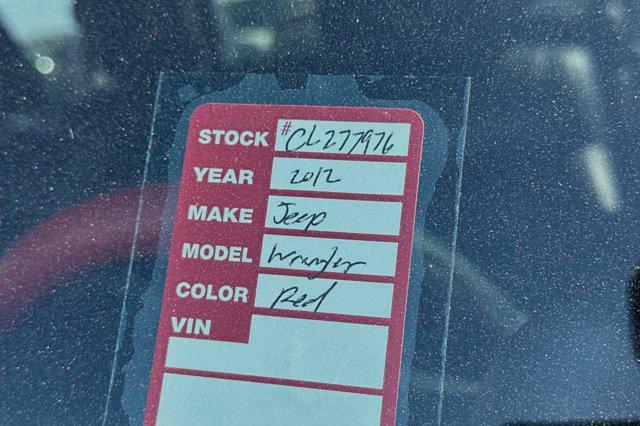 STOCK # CL277976
YEAR 2012
MAKE Jeep
MODEL Wrangler
COLOR Red
VIN